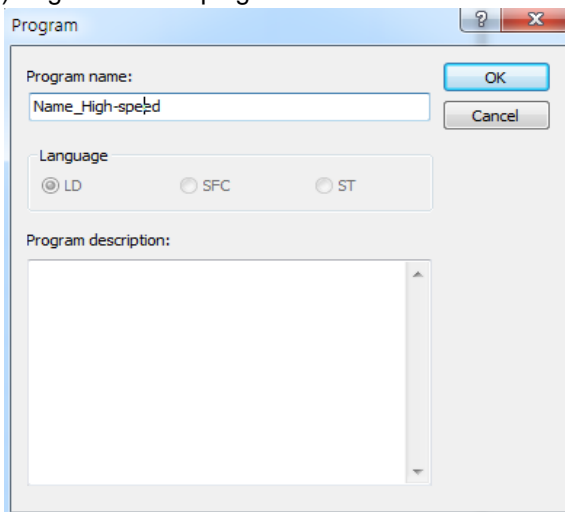 Program
Program name:
OK
Name_High-speed
Cancel
Language
LD
SFC
ST
Program description: